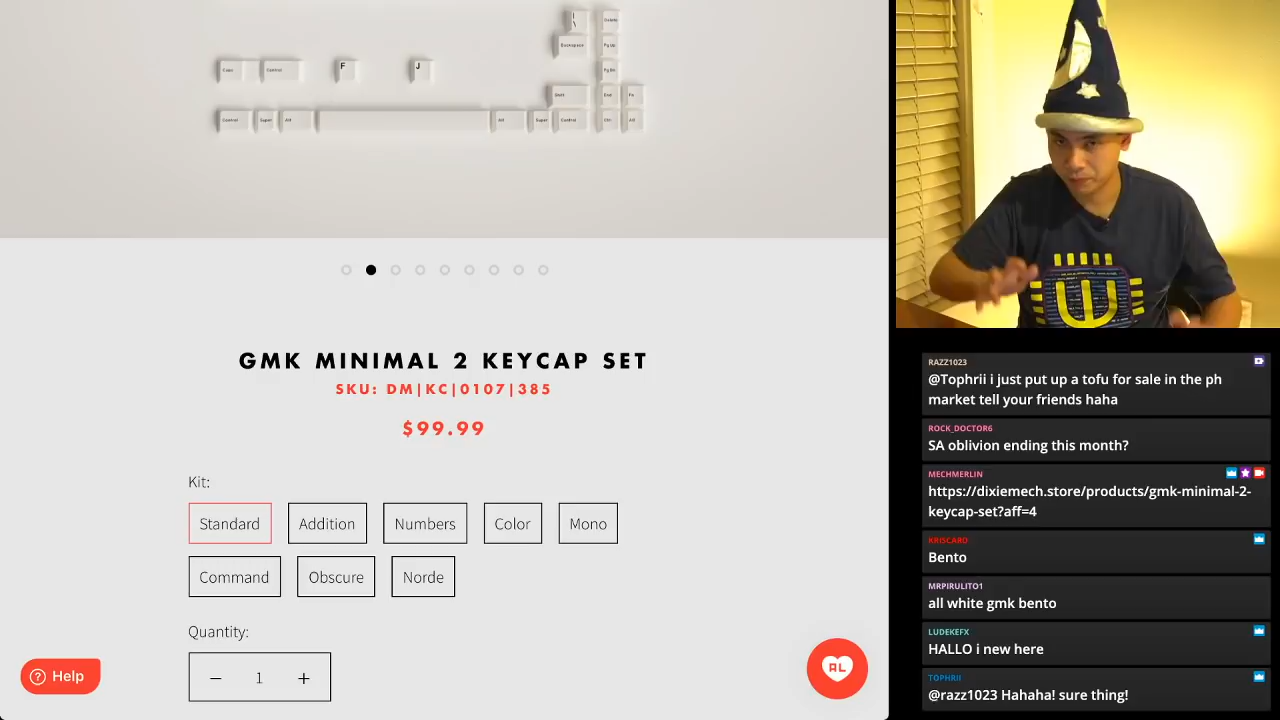 | \
Delete
Backspace
Pg Up
Caps
Control
F
J
Pg Dn
Shift
End
Fn
Control
Super
Alt
Alt
Super
Control
Ctrl
Alt
GMK MINIMAL 2 KEYCAP SET
SKU: DM|KC|0107|385
$99.99
Kit:
Standard
Addition
Numbers
Color
Mono
Command
Obscure
Norde
Quantity:
− 1 +
? Help
RL
RAZZ1023
@Tophrii i just put up a tofu for sale in the ph
market tell your friends haha
ROCK_DOCTOR6
SA oblivion ending this month?
MECHMERLIN
https://dixiemech.store/products/gmk-minimal-2-
keycap-set?aff=4
KRISCARO
Bento
MRPIRULITO1
all white gmk bento
LUDEKEFX
HALLO i new here
TOPHRII
@razz1023 Hahaha! sure thing!